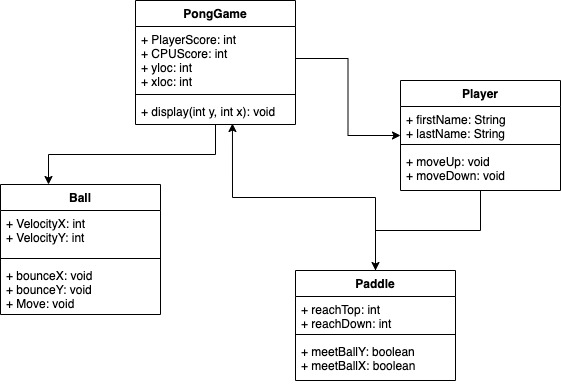 PongGame
+ PlayerScore: int
+ CPUScore: int
+ yloc: int
+ xloc: int
+ display(int y, int x): void
Player
+ firstName: String
+ lastName: String
+ moveUp: void
+ moveDown: void
Ball
+ VelocityX: int
+ VelocityY: int
+ bounceX: void
+ bounceY: void
+ Move: void
Paddle
+ reachTop: int
+ reachDown: int
+ meetBallY: boolean
+ meetBallX: boolean